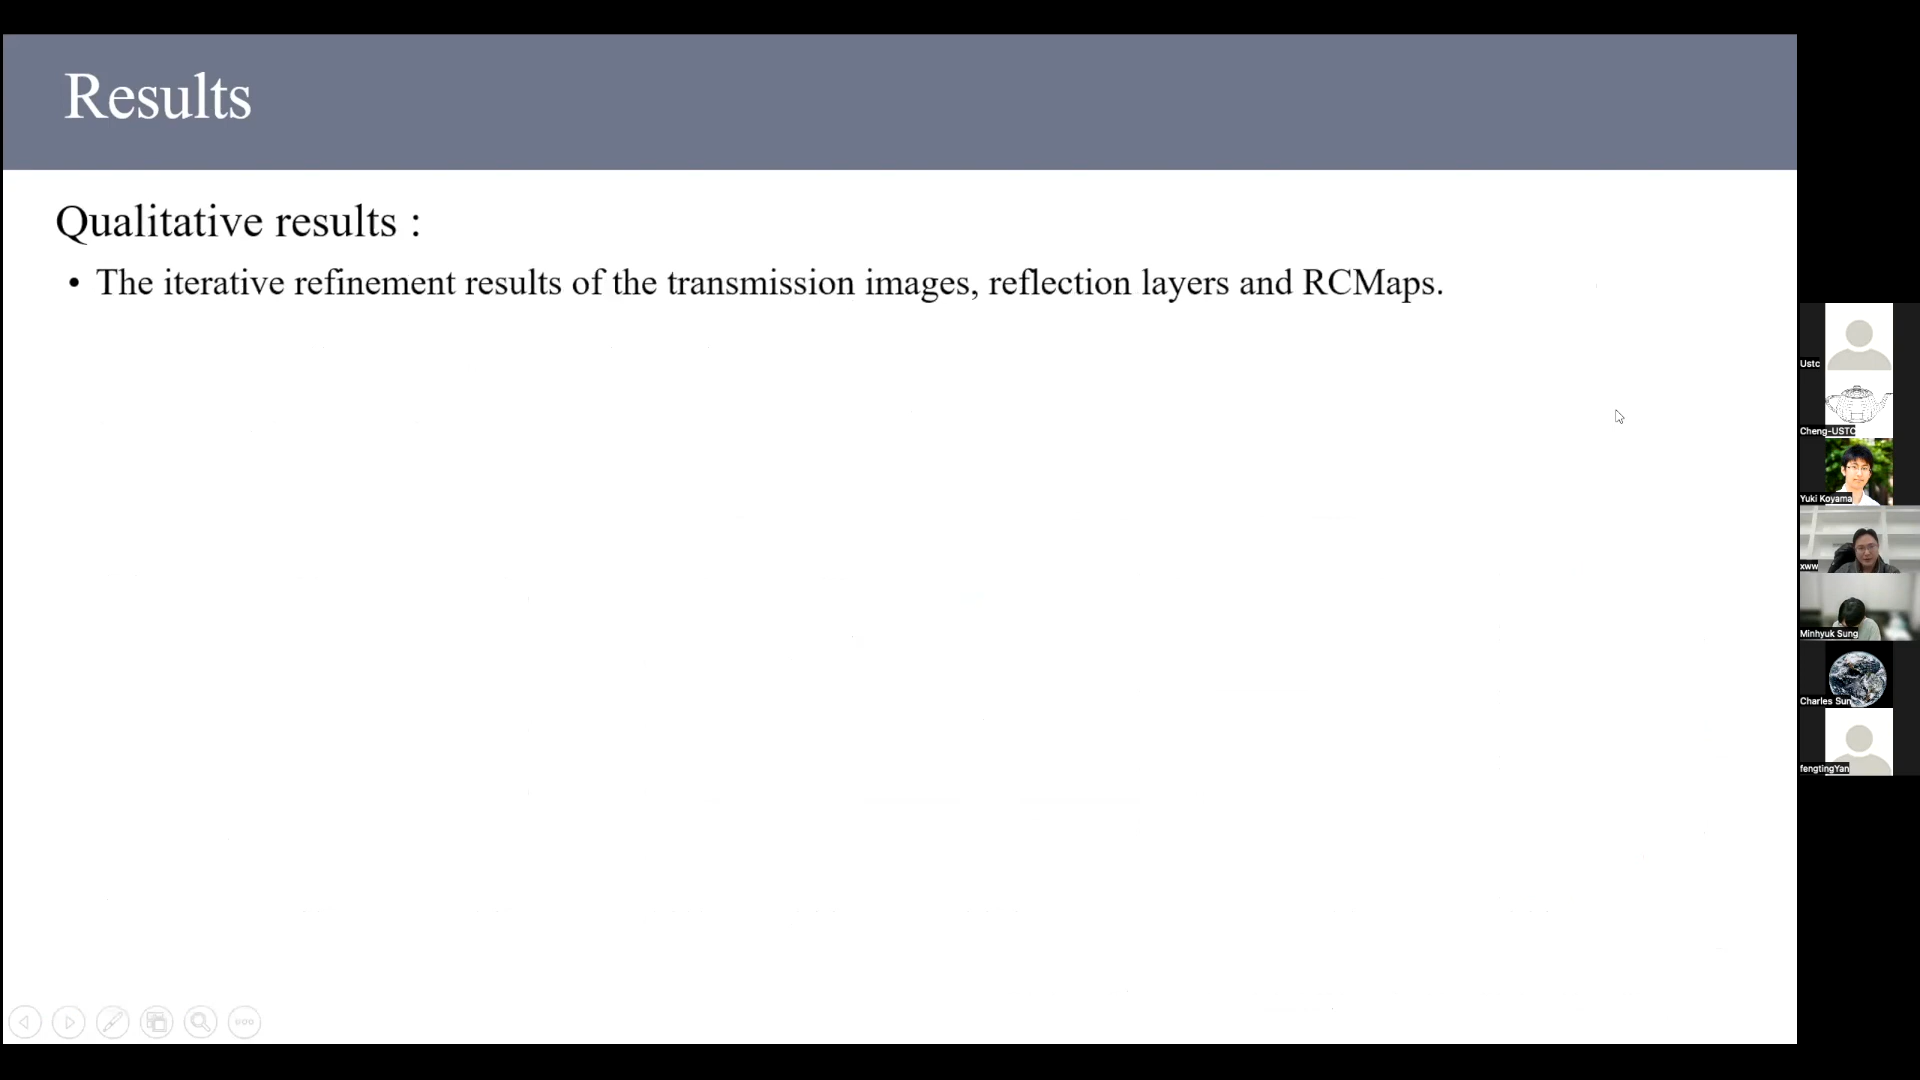 Results
Qualitative results :
• The iterative refinement results of the transmission images, reflection layers and RCMaps.
Ustc
Cheng-USTC
Yuki Koyama
xww
Minhyuk Sung
Charles Sun
fengtingYan